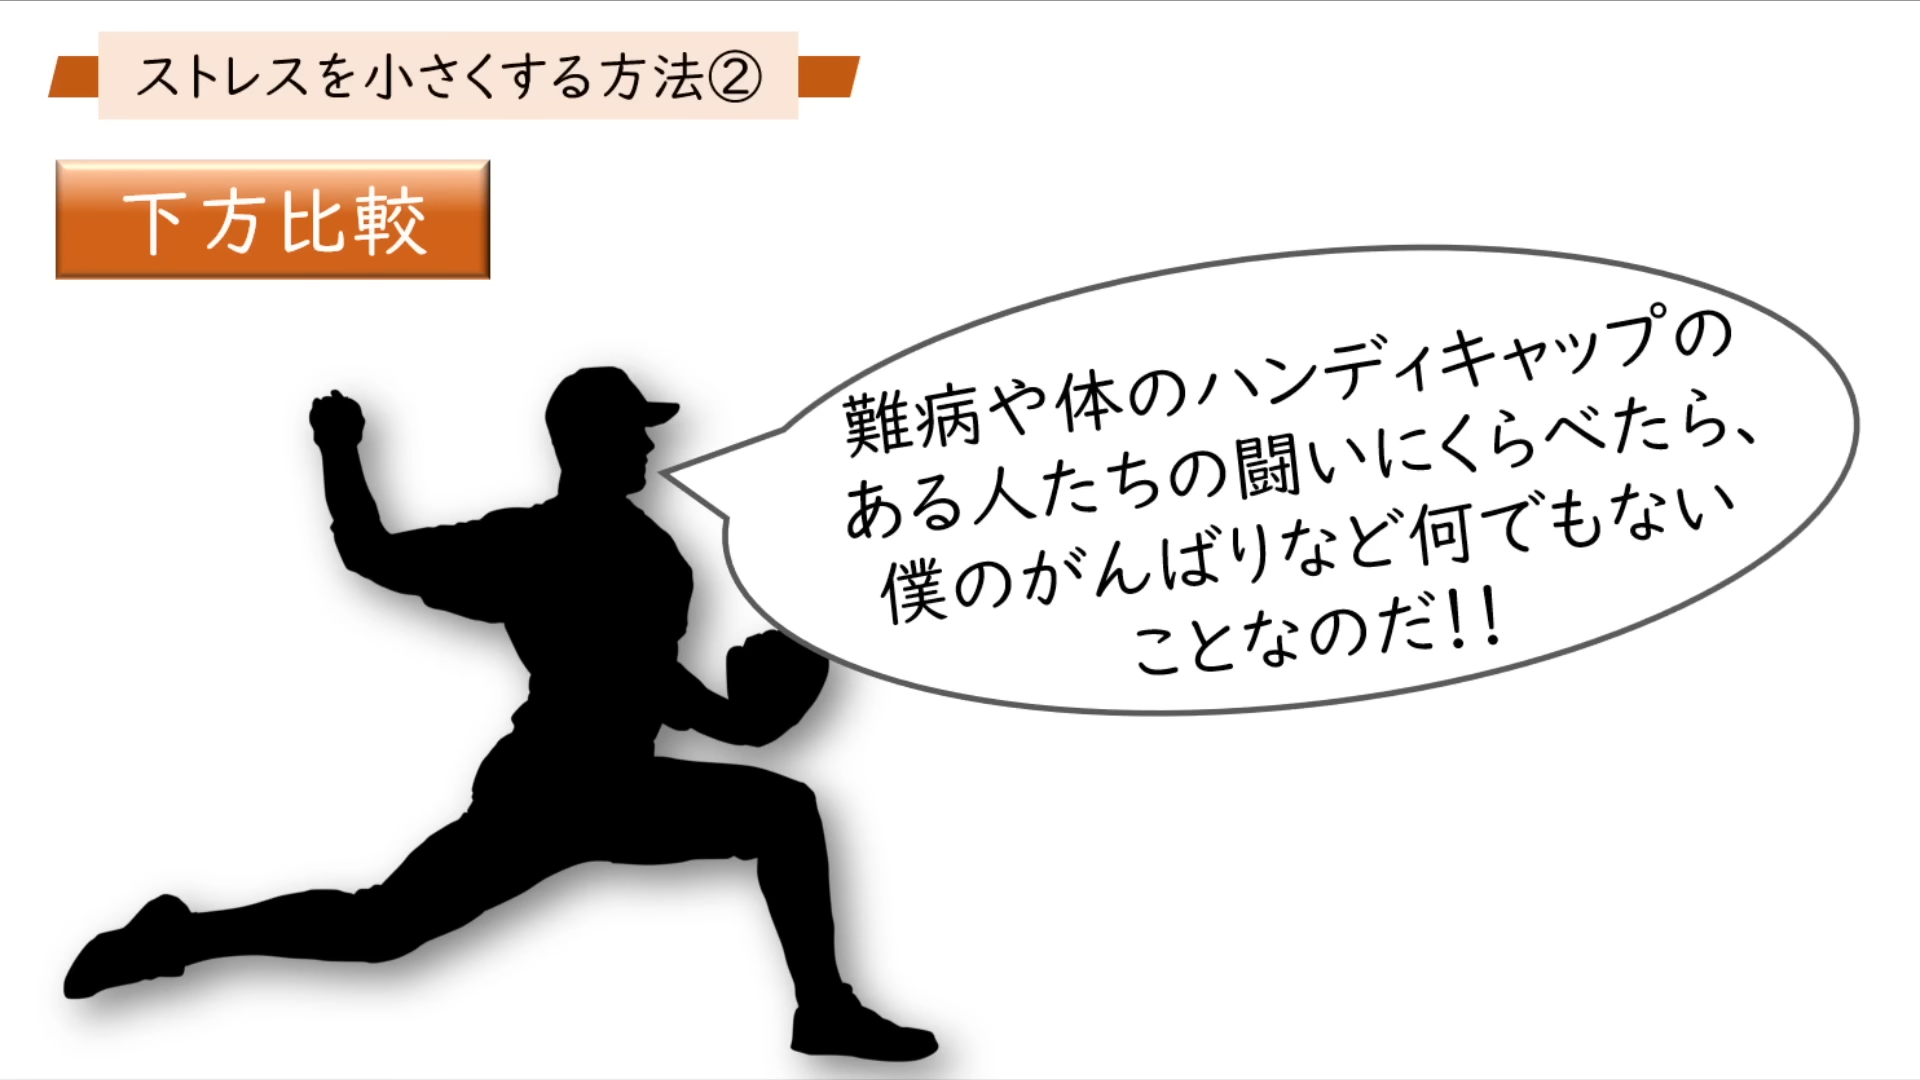 ストレスを小さくする方法②
下方比較
難病や体のハンディキャップの
ある人たちの闘いにくらべたら、
僕のがんばりなど何でもない
ことなのだ!!